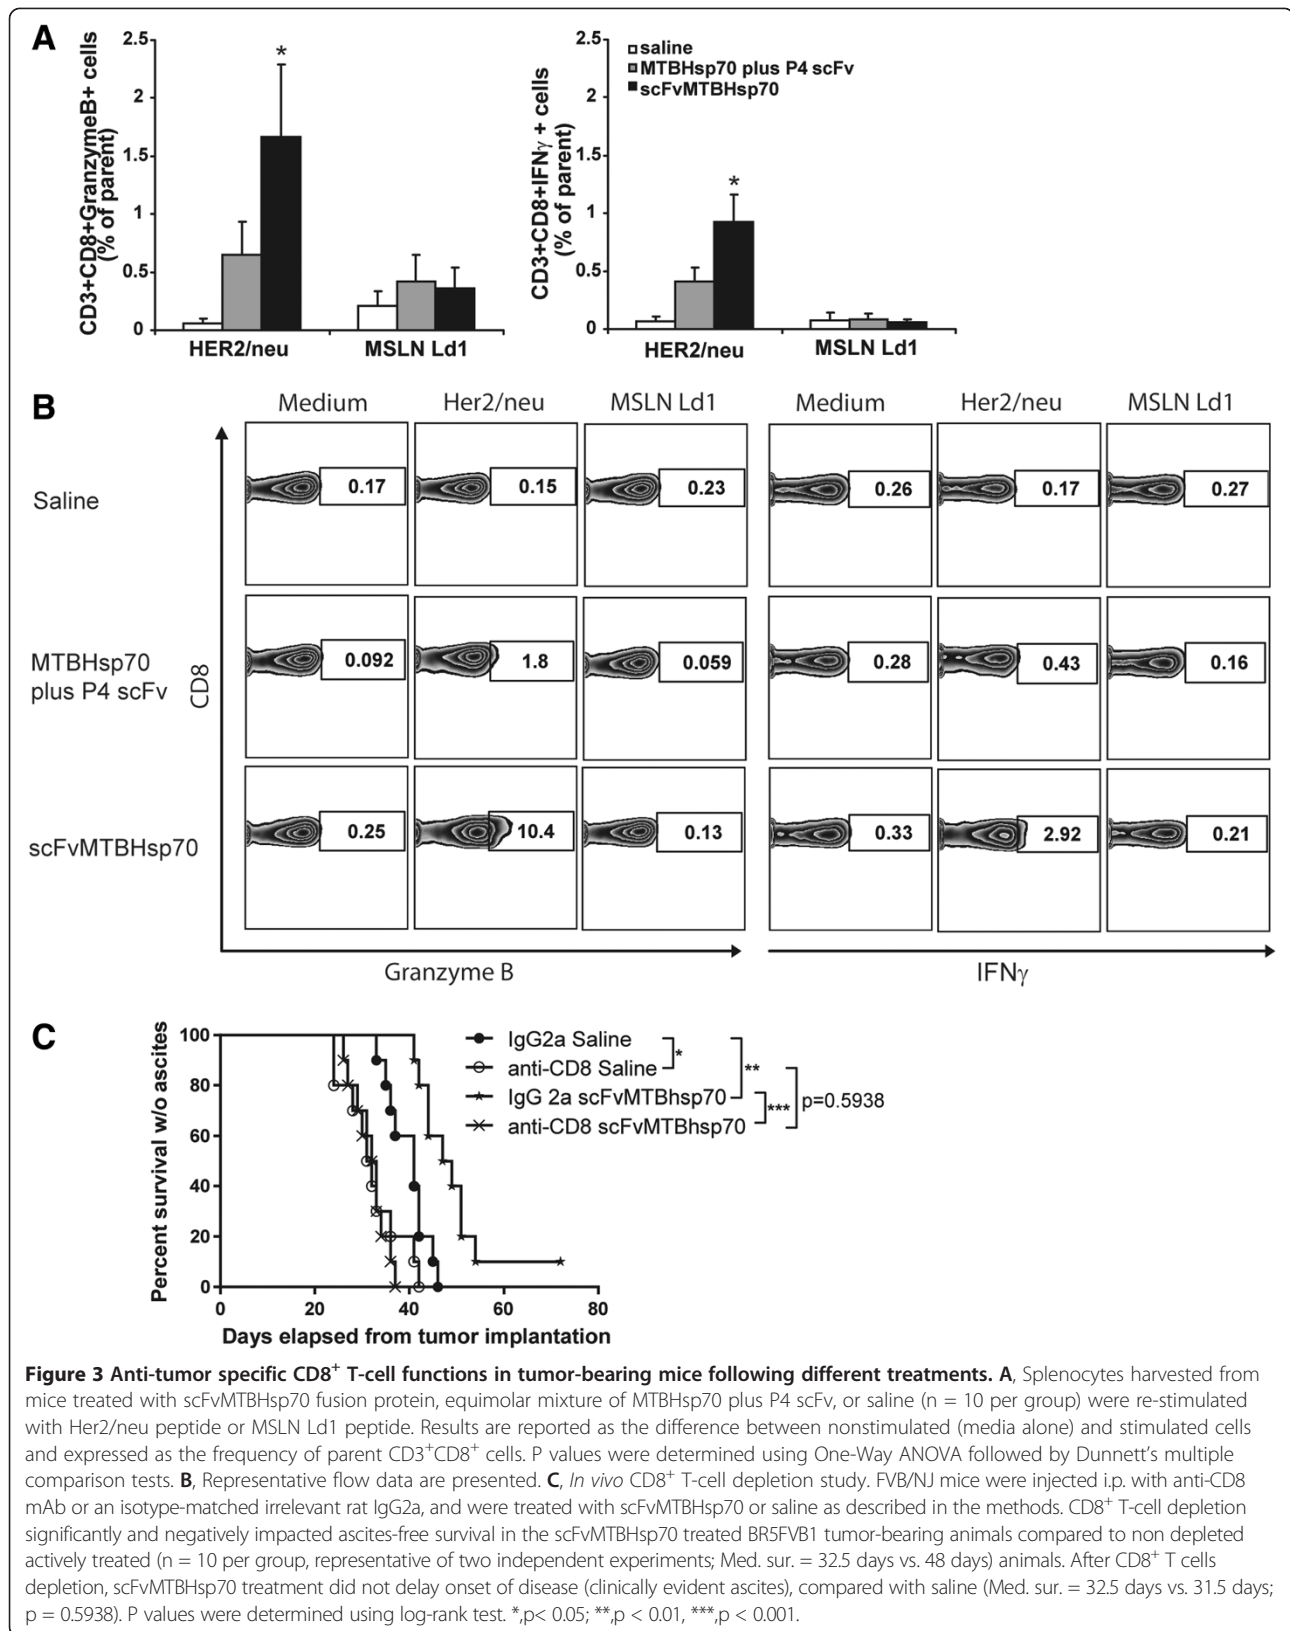 A
CD3+CD8+GranzymeB+ cells
(% of parent)
2.5
2
1.5
1
0.5
0
*
HER2/neu
MSLN Ld1
CD3+CD8+IFNγ + cells
(% of parent)
2.5
2
1.5
1
0.5
0
saline
MTBHsp70 plus P4 scFv
scFvMTBHsp70
*
HER2/neu
MSLN Ld1
B
Medium Her2/neu MSLN Ld1 Medium Her2/neu MSLN Ld1
Saline
0.17 0.15 0.23 0.26 0.17 0.27
MTBHsp70
plus P4 scFv
0.092 1.8 0.059 0.28 0.43 0.16
scFvMTBHsp70
0.25 10.4 0.13 0.33 2.92 0.21
CD8
Granzyme B
IFNγ
C
Percent survival w/o ascites
100
80
60
40
20
0
0 20 40 60 80
Days elapsed from tumor implantation
IgG2a Saline
anti-CD8 Saline
IgG 2a scFvMTBhsp70
anti-CD8 scFvMTBhsp70
*
**
***
p=0.5938
Figure 3 Anti-tumor specific CD8+ T-cell functions in tumor-bearing mice following different treatments. A, Splenocytes harvested from
mice treated with scFvMTBHsp70 fusion protein, equimolar mixture of MTBHsp70 plus P4 scFv, or saline (n = 10 per group) were re-stimulated
with Her2/neu peptide or MSLN Ld1 peptide. Results are reported as the difference between nonstimulated (media alone) and stimulated cells
and expressed as the frequency of parent CD3+CD8+ cells. P values were determined using One-Way ANOVA followed by Dunnett's multiple
comparison tests. B, Representative flow data are presented. C, In vivo CD8+ T-cell depletion study. FVB/NJ mice were injected i.p. with anti-CD8
mAb or an isotype-matched irrelevant rat IgG2a, and were treated with scFvMTBHsp70 or saline as described in the methods. CD8+ T-cell depletion
significantly and negatively impacted ascites-free survival in the scFvMTBHsp70 treated BR5FVB1 tumor-bearing animals compared to non depleted
actively treated (n = 10 per group, representative of two independent experiments; Med. sur. = 32.5 days vs. 48 days) animals. After CD8+ T cells
depletion, scFvMTBHsp70 treatment did not delay onset of disease (clinically evident ascites), compared with saline (Med. sur. = 32.5 days vs. 31.5 days;
p = 0.5938). P values were determined using log-rank test. *,p< 0.05; **,p < 0.01, ***,p < 0.001.